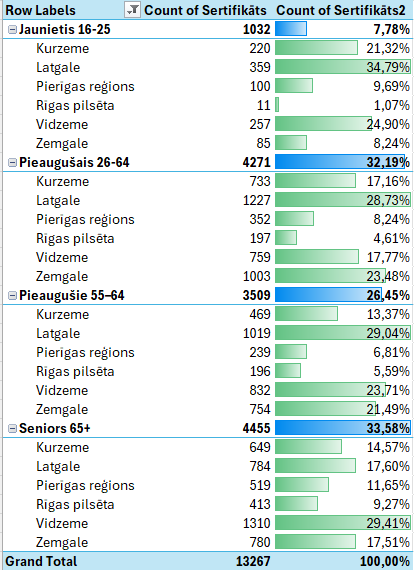 Row Labels Count of Sertifikāts Count of Sertifikāts2
Jaunietis 16-25 1032 7,78%
Kurzeme 220 21,32%
Latgale 359 34,79%
Pierīgas reģions 100 9,69%
Rīgas pilsēta 11 1,07%
Vidzeme 257 24,90%
Zemgale 85 8,24%
Pieaugušais 26-64 4271 32,19%
Kurzeme 733 17,16%
Latgale 1227 28,73%
Pierīgas reģions 352 8,24%
Rīgas pilsēta 197 4,61%
Vidzeme 759 17,77%
Zemgale 1003 23,48%
Pieaugušie 55–64 3509 26,45%
Kurzeme 469 13,37%
Latgale 1019 29,04%
Pierīgas reģions 239 6,81%
Rīgas pilsēta 196 5,59%
Vidzeme 832 23,71%
Zemgale 754 21,49%
Seniors 65+ 4455 33,58%
Kurzeme 649 14,57%
Latgale 784 17,60%
Pierīgas reģions 519 11,65%
Rīgas pilsēta 413 9,27%
Vidzeme 1310 29,41%
Zemgale 780 17,51%
Grand Total 13267 100,00%